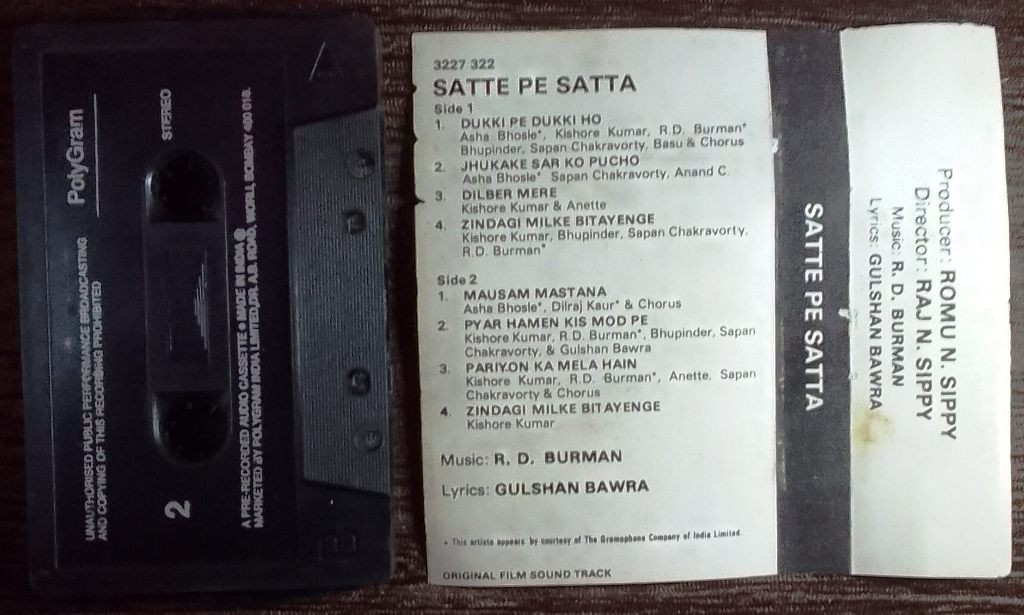 PolyGram
STEREO
UNAUTHORISED PUBLIC PERFORMANCE BROADCASTING
AND COPYING OF THIS RECORDING PROHIBITED
2
A PRE-RECORDED AUDIO CASSETTE • MADE IN INDIA
MARKETED BY POLYGRAM INDIA LIMITED, DR. A.B. ROAD, WORLI, BOMBAY 400 018.
A
B
3227 322
SATTE PE SATTA
Side 1
1. DUKKI PE DUKKI HO
Asha Bhosle*, Kishore Kumar, R.D. Burman*
Bhupinder, Sapan Chakravorty, Basu & Chorus
2. JHUKAKE SAR KO PUCHO
Asha Bhosle* Sapan Chakravorty, Anand C.
3. DILBER MERE
Kishore Kumar & Anette
4. ZINDAGI MILKE BITAYENGE
Kishore Kumar, Bhupinder, Sapan Chakravorty,
R.D. Burman*
Side 2
1. MAUSAM MASTANA
Asha Bhosle*, Dilraj Kaur* & Chorus
2. PYAR HAMEN KIS MOD PE
Kishore Kumar, R.D. Burman*, Bhupinder, Sapan
Chakravorty, & Gulshan Bawra
3. PARIYON KA MELA HAIN
Kishore Kumar, R.D. Burman*, Anette, Sapan
Chakravorty & Chorus
4. ZINDAGI MILKE BITAYENGE
Kishore Kumar
Music: R. D. BURMAN
Lyrics: GULSHAN BAWRA
* This artiste appears by courtesy of The Gramophone Company of India Limited.
ORIGINAL FILM SOUND TRACK
SATTE PE SATTA
Producer: ROMU N. SIPPY
Director: RAJ N. SIPPY
Music: R. D. BURMAN
Lyrics: GULSHAN BAWRA